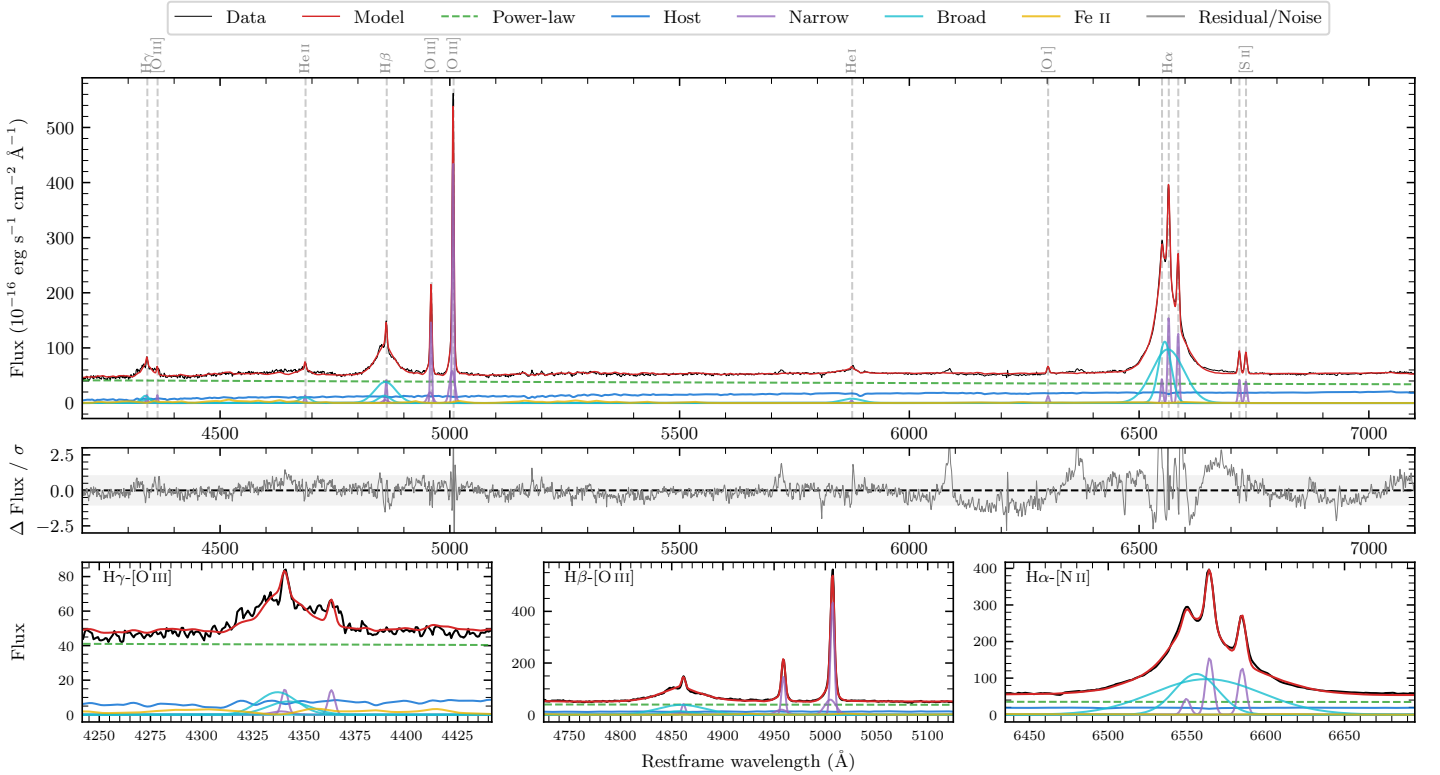 Data Model Power-law Host Narrow Broad Fe II Residual/Noise
Hγ [O III] He II Hβ [O III] [O III] He I [O I] Hα [S II]
Flux (10⁻¹⁶ erg s⁻¹ cm⁻² Å⁻¹)
500
400
300
200
100
0
4500 5000 5500 6000 6500 7000
Δ Flux / σ
2.5
0.0
−2.5
4500 5000 5500 6000 6500 7000
Flux
Hγ-[O III]
80
60
40
20
0
4250 4275 4300 4325 4350 4375 4400 4425
Hβ-[O III]
400
200
0
4750 4800 4850 4900 4950 5000 5050 5100
Hα-[N II]
400
300
200
100
0
6450 6500 6550 6600 6650
Restframe wavelength (Å)